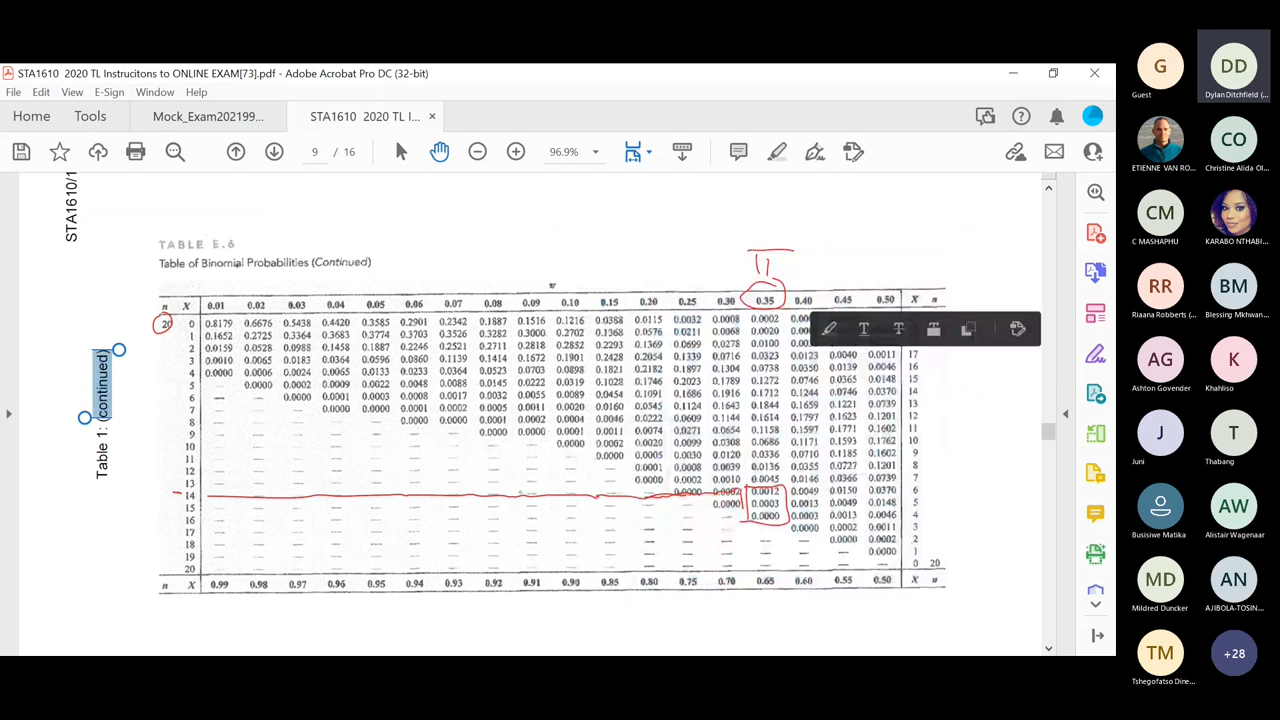 STA1610 2020 TL Instrucitons to ONLINE EXAM[73].pdf - Adobe Acrobat Pro DC (32-bit)
File Edit View E-Sign Window Help
Home Tools Mock_Exam202199... STA1610 2020 TL I... ×
9 / 16 96.9%
STA1610/1
Table 1: (continued)
TABLE E.6
Table of Binomial Probabilities (Continued)
π
n X 0.01 0.02 0.03 0.04 0.05 0.06 0.07 0.08 0.09 0.10 0.15 0.20 0.25 0.30 0.35 0.40 0.45 0.50 X n
20 0 0.8179 0.6676 0.5438 0.4420 0.3585 0.2901 0.2342 0.1887 0.1516 0.1216 0.0388 0.0115 0.0032 0.0008 0.0002
1 0.1652 0.2725 0.3364 0.3683 0.3774 0.3703 0.3526 0.3282 0.3000 0.2702 0.1368 0.0576 0.0211 0.0068 0.0020
2 0.0159 0.0528 0.0988 0.1458 0.1887 0.2246 0.2521 0.2711 0.2818 0.2852 0.2293 0.1369 0.0699 0.0278 0.0100
3 0.0010 0.0065 0.0183 0.0364 0.0596 0.0860 0.1139 0.1414 0.1672 0.1901 0.2428 0.2054 0.1339 0.0716 0.0323 0.0123 0.0040 0.0011 17
4 0.0000 0.0006 0.0024 0.0065 0.0133 0.0233 0.0364 0.0523 0.0703 0.0898 0.1821 0.2182 0.1897 0.1304 0.0738 0.0350 0.0139 0.0046 16
5 — 0.0000 0.0002 0.0009 0.0022 0.0048 0.0088 0.0145 0.0222 0.0319 0.1028 0.1746 0.2023 0.1789 0.1272 0.0746 0.0365 0.0148 15
6 — — 0.0000 0.0001 0.0003 0.0008 0.0017 0.0032 0.0055 0.0089 0.0454 0.1091 0.1686 0.1916 0.1712 0.1244 0.0746 0.0370 14
7 — — — 0.0000 0.0000 0.0001 0.0002 0.0005 0.0011 0.0020 0.0160 0.0545 0.1124 0.1643 0.1844 0.1659 0.1221 0.0739 13
8 — — — — — 0.0000 0.0000 0.0001 0.0002 0.0004 0.0046 0.0222 0.0609 0.1144 0.1614 0.1797 0.1623 0.1201 12
9 — — — — — — — 0.0000 0.0000 0.0001 0.0011 0.0074 0.0271 0.0654 0.1158 0.1597 0.1771 0.1602 11
10 — — — — — — — — — 0.0000 0.0002 0.0020 0.0099 0.0308 0.0686 0.1171 0.1593 0.1762 10
11 — — — — — — — — — — 0.0000 0.0005 0.0030 0.0120 0.0336 0.0710 0.1185 0.1602 9
12 — — — — — — — — — — — 0.0001 0.0008 0.0039 0.0136 0.0355 0.0727 0.1201 8
13 — — — — — — — — — — — 0.0000 0.0002 0.0010 0.0045 0.0146 0.0366 0.0739 7
14 0.0000 0.0002 0.0012 0.0049 0.0150 0.0370 6
15 — — — — — — — — — — — — — 0.0000 0.0003 0.0013 0.0049 0.0148 5
16 — — — — — — — — — — — — — — 0.0000 0.0003 0.0013 0.0046 4
17 — — — — — — — — — — — — — — — 0.0000 0.0002 0.0011 3
18 — — — — — — — — — — — — — — — — 0.0000 0.0002 2
19 — — — — — — — — — — — — — — — — — 0.0000 1
20 — — — — — — — — — — — — — — — — — — 0 20
n X 0.99 0.98 0.97 0.96 0.95 0.94 0.93 0.92 0.91 0.90 0.85 0.80 0.75 0.70 0.65 0.60 0.55 0.50 X n
π
G
Guest
DD
Dylan Ditchfield (...
ETIENNE VAN RO...
CO
Christine Alida Ol...
CM
C MASHAPHU
KARABO NTHABI...
RR
Riaana Roberts (...
BM
Blessing Mkhwan...
AG
Ashton Govender
K
Khahliso
J
Juni
T
Thabang
Busisiwe Matika
AW
Alistair Wagenaar
MD
Mildred Duncker
AN
AJIBOLA-TOSIN...
TM
Tshegofatso Dine...
+28